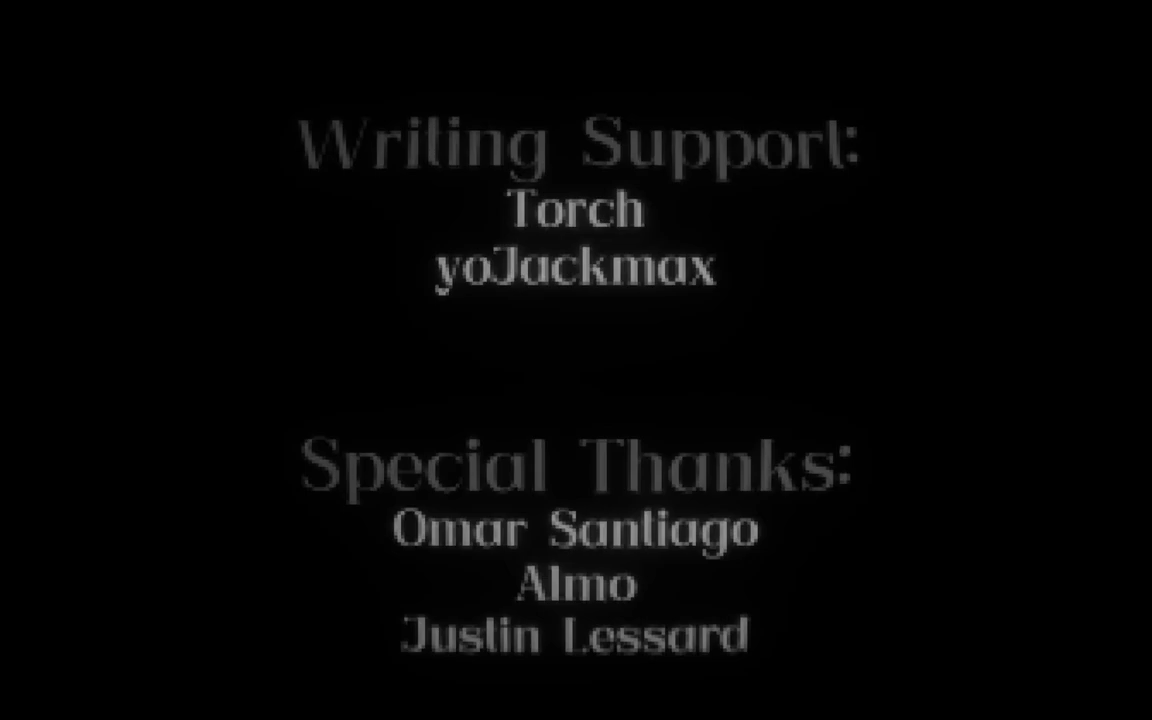 Writing Support:
Torch
yoJackmax
Special Thanks:
Omar Santiago
Almo
Justin Lessard